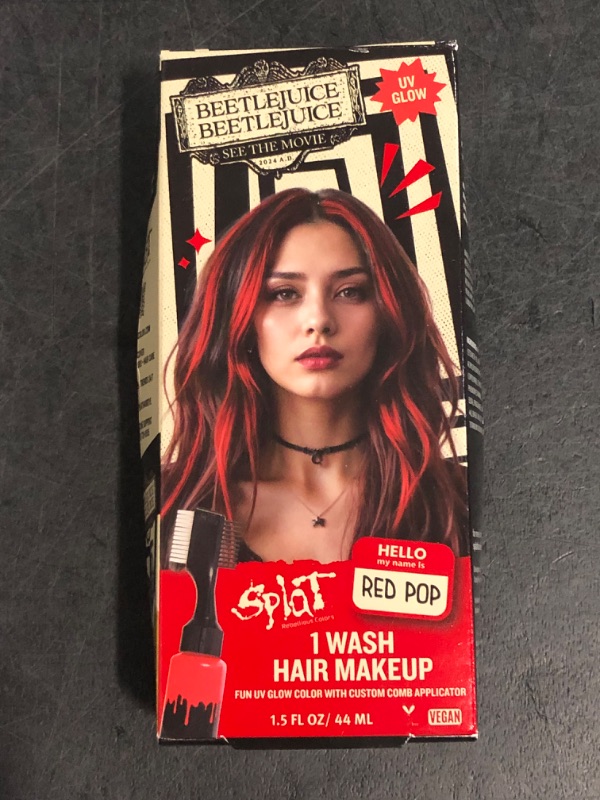 BEETLEJUICE
BEETLEJUICE
SEE THE MOVIE
2024 A.D.
UV
GLOW
HELLO
my name is
RED POP
Splat
Rebellious Colors
1 WASH
HAIR MAKEUP
FUN UV GLOW COLOR WITH CUSTOM COMB APPLICATOR
1.5 FL OZ/ 44 ML
VEGAN